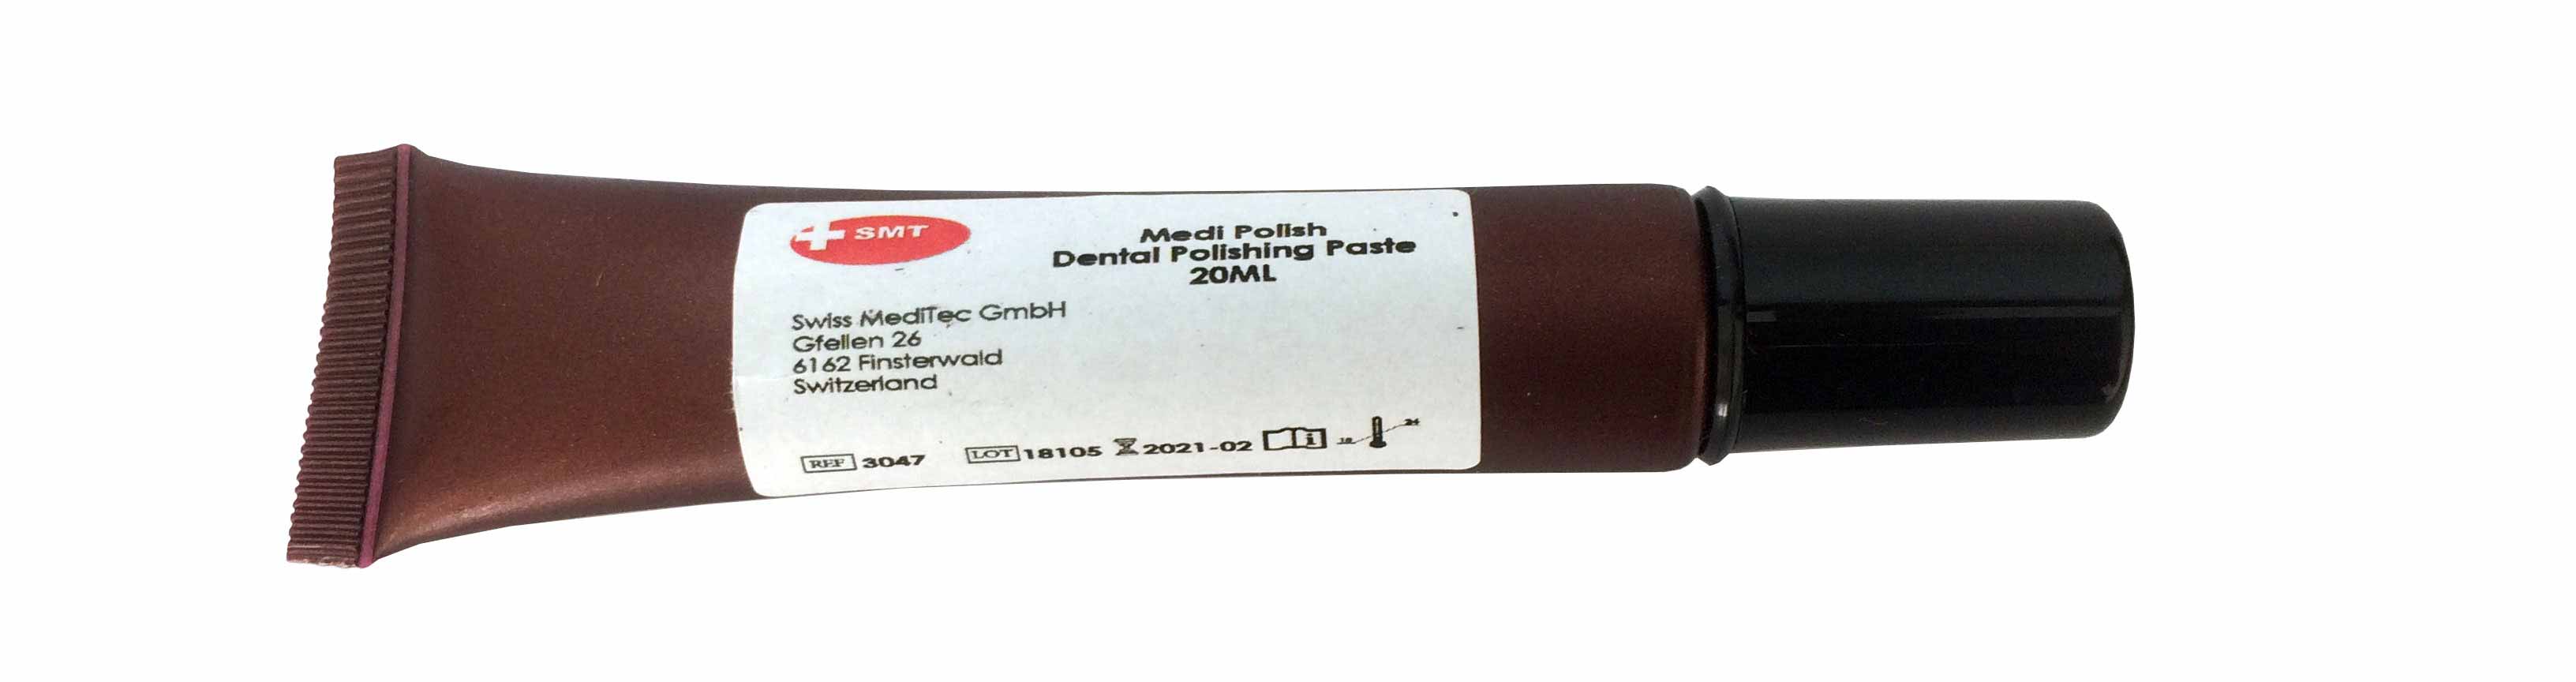 SMT
Medi Polish
Dental Polishing Paste
20ML
Swiss MediTec GmbH
Gfellen 26
6162 Finsterwald
Switzerland
REF 3047 LOT 18105 2021-02 i